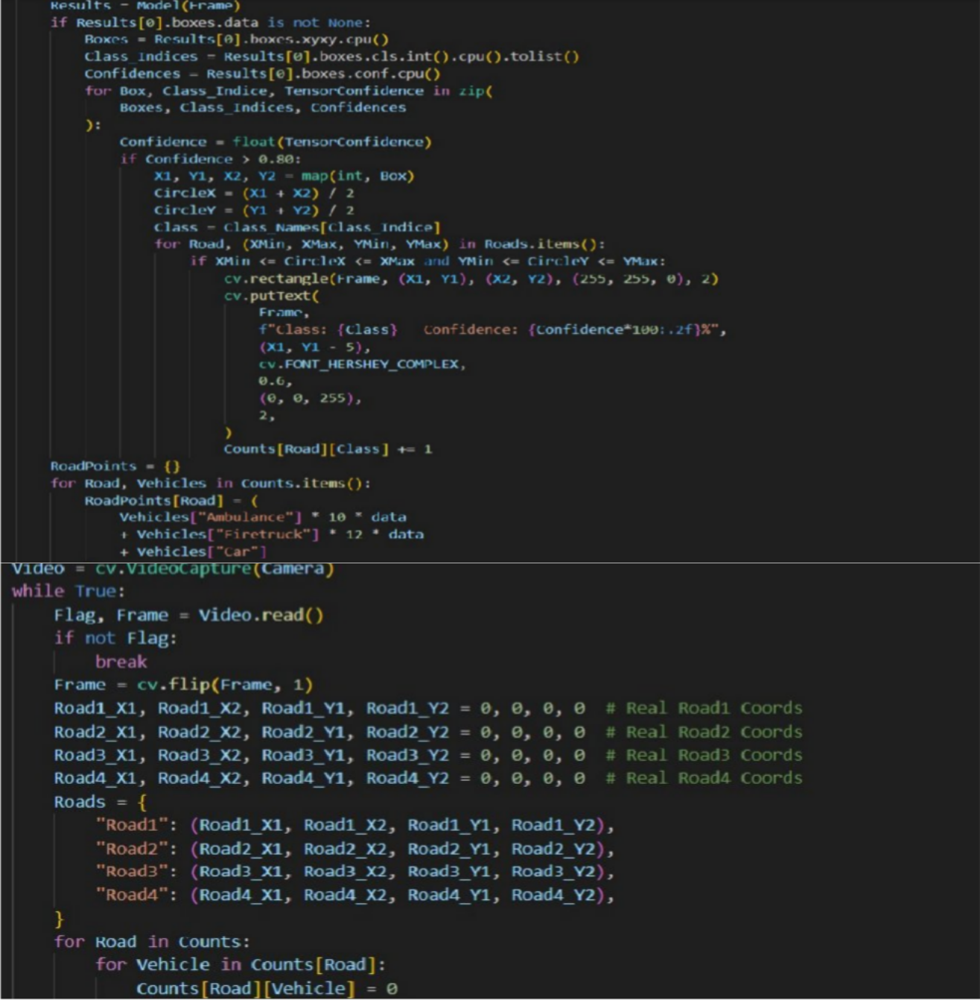 Results = Model(Frame)
if Results[0].boxes.data is not None:
Boxes = Results[0].boxes.xyxy.cpu()
Class_Indices = Results[0].boxes.cls.int().cpu().tolist()
Confidences = Results[0].boxes.conf.cpu()
for Box, Class_Indice, TensorConfidence in zip(
Boxes, Class_Indices, Confidences
):
Confidence = float(TensorConfidence)
if Confidence > 0.80:
X1, Y1, X2, Y2 = map(int, Box)
CircleX = (X1 + X2) / 2
CircleY = (Y1 + Y2) / 2
Class = Class_Names[Class_Indice]
for Road, (XMin, XMax, YMin, YMax) in Roads.items():
if XMin <= CircleX <= XMax and YMin <= CircleY <= YMax:
cv.rectangle(Frame, (X1, Y1), (X2, Y2), (255, 255, 0), 2)
cv.putText(
Frame,
f"Class: {Class}   Confidence: {Confidence*100:.2f}%",
(X1, Y1 - 5),
cv.FONT_HERSHEY_COMPLEX,
0.6,
(0, 0, 255),
2,
)
Counts[Road][Class] += 1
RoadPoints = {}
for Road, Vehicles in Counts.items():
RoadPoints[Road] = (
Vehicles["Ambulance"] * 10 * data
+ Vehicles["Firetruck"] * 12 * data
+ Vehicles["Car"]
Video = cv.VideoCapture(Camera)
while True:
Flag, Frame = Video.read()
if not Flag:
break
Frame = cv.flip(Frame, 1)
Road1_X1, Road1_X2, Road1_Y1, Road1_Y2 = 0, 0, 0, 0  # Real Road1 Coords
Road2_X1, Road2_X2, Road2_Y1, Road2_Y2 = 0, 0, 0, 0  # Real Road2 Coords
Road3_X1, Road3_X2, Road3_Y1, Road3_Y2 = 0, 0, 0, 0  # Real Road3 Coords
Road4_X1, Road4_X2, Road4_Y1, Road4_Y2 = 0, 0, 0, 0  # Real Road4 Coords
Roads = {
"Road1": (Road1_X1, Road1_X2, Road1_Y1, Road1_Y2),
"Road2": (Road2_X1, Road2_X2, Road2_Y1, Road2_Y2),
"Road3": (Road3_X1, Road3_X2, Road3_Y1, Road3_Y2),
"Road4": (Road4_X1, Road4_X2, Road4_Y1, Road4_Y2),
}
for Road in Counts:
for Vehicle in Counts[Road]:
Counts[Road][Vehicle] = 0